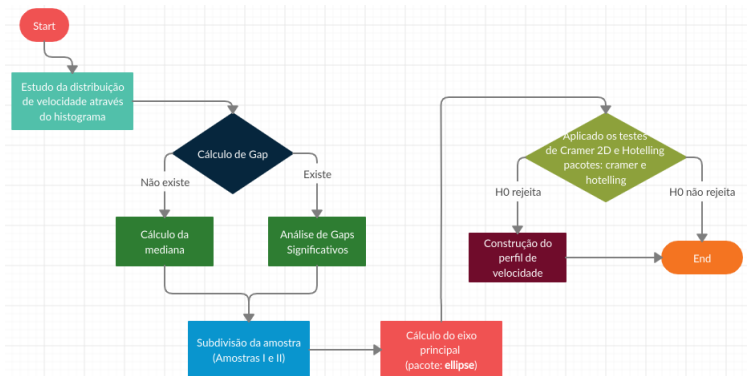 Start
Estudo da distribuição
de velocidade através
do histograma
Cálculo de Gap
Não existe
Existe
Cálculo da
mediana
Análise de Gaps
Significativos
Subdivisão da amostra
(Amostras I e II)
Cálculo do eixo
principal
(pacote: ellipse)
Aplicado os testes
de Cramer 2D e Hotelling
pacotes: cramer e
hotelling
H0 rejeita
H0 não rejeita
Construção do
perfil de
velocidade
End